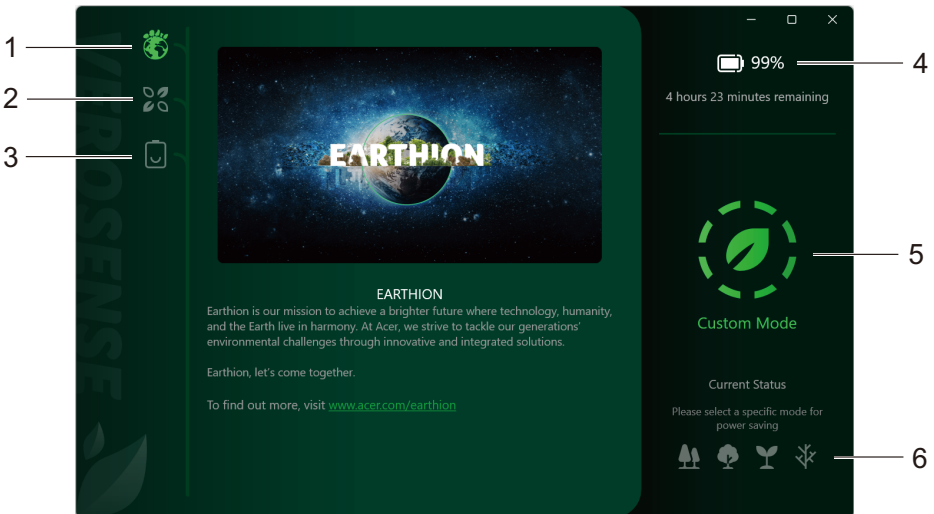 1
2
3
VEROSENSE
EARTHION
EARTHION
Earthion is our mission to achieve a brighter future where technology, humanity,
and the Earth live in harmony. At Acer, we strive to tackle our generations'
environmental challenges through innovative and integrated solutions.
Earthion, let's come together.
To find out more, visit www.acer.com/earthion
99%
4
4 hours 23 minutes remaining
5
Custom Mode
Current Status
Please select a specific mode for
power saving
6